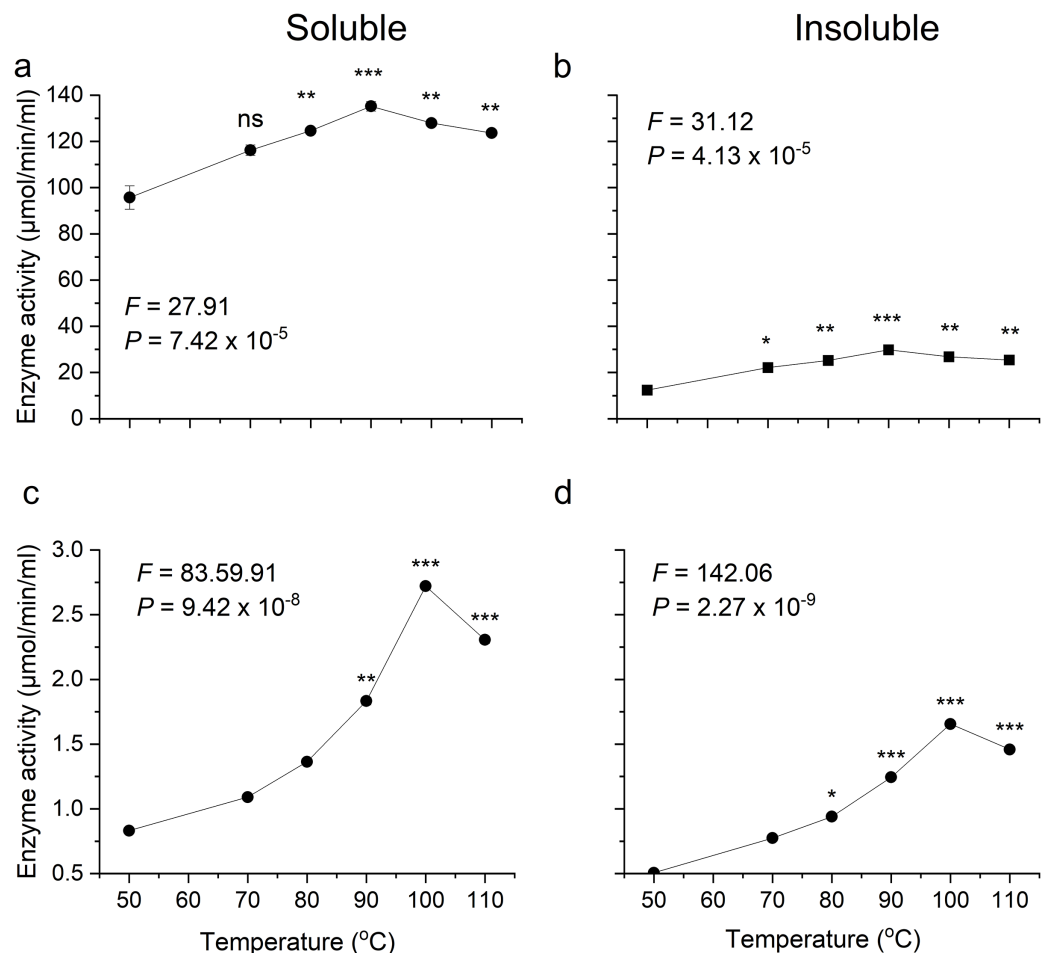 Soluble
Insoluble
a
b
Enzyme activity (µmol/min/ml)
140
120
100
80
60
40
20
0
ns
**
***
**
**
F = 27.91
P = 7.42 x 10-5
F = 31.12
P = 4.13 x 10-5
*
**
***
**
**
c
d
Enzyme activity (µmol/min/ml)
3.0
2.5
2.0
1.5
1.0
0.5
F = 83.59.91
P = 9.42 x 10-8
**
***
***
50 60 70 80 90 100 110
Temperature (oC)
F = 142.06
P = 2.27 x 10-9
*
***
***
***
50 60 70 80 90 100 110
Temperature (oC)